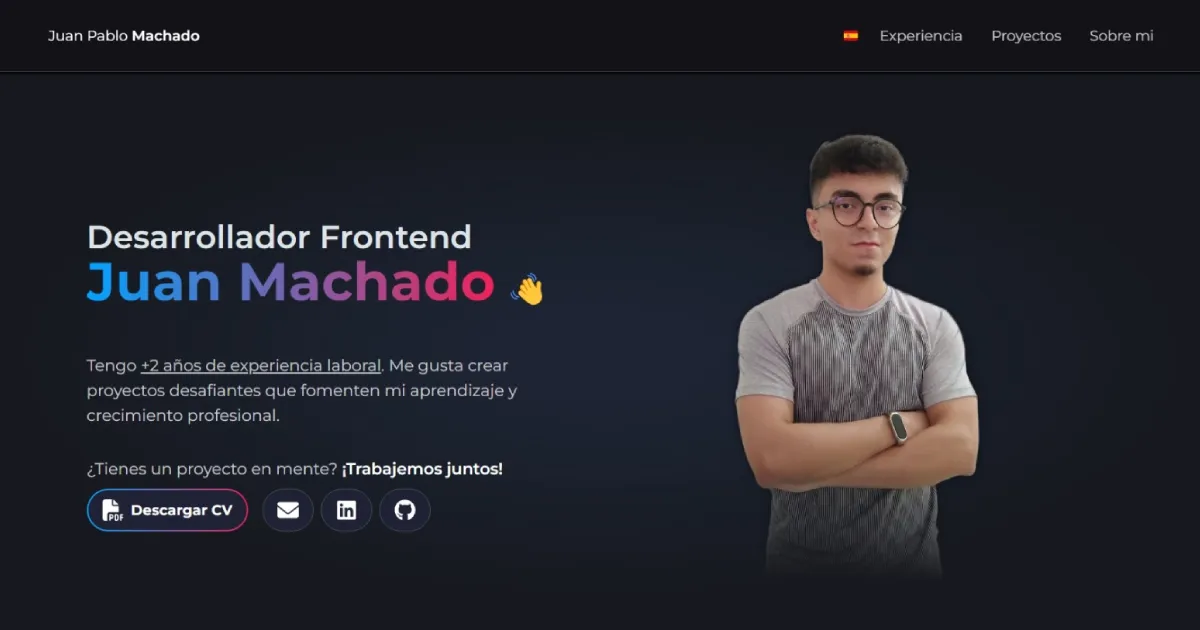 Juan Pablo Machado
Experiencia
Proyectos
Sobre mi
Desarrollador Frontend
Juan Machado
Tengo +2 años de experiencia laboral. Me gusta crear
proyectos desafiantes que fomenten mi aprendizaje y
crecimiento profesional.
¿Tienes un proyecto en mente? ¡Trabajemos juntos!
PDF
Descargar CV
in